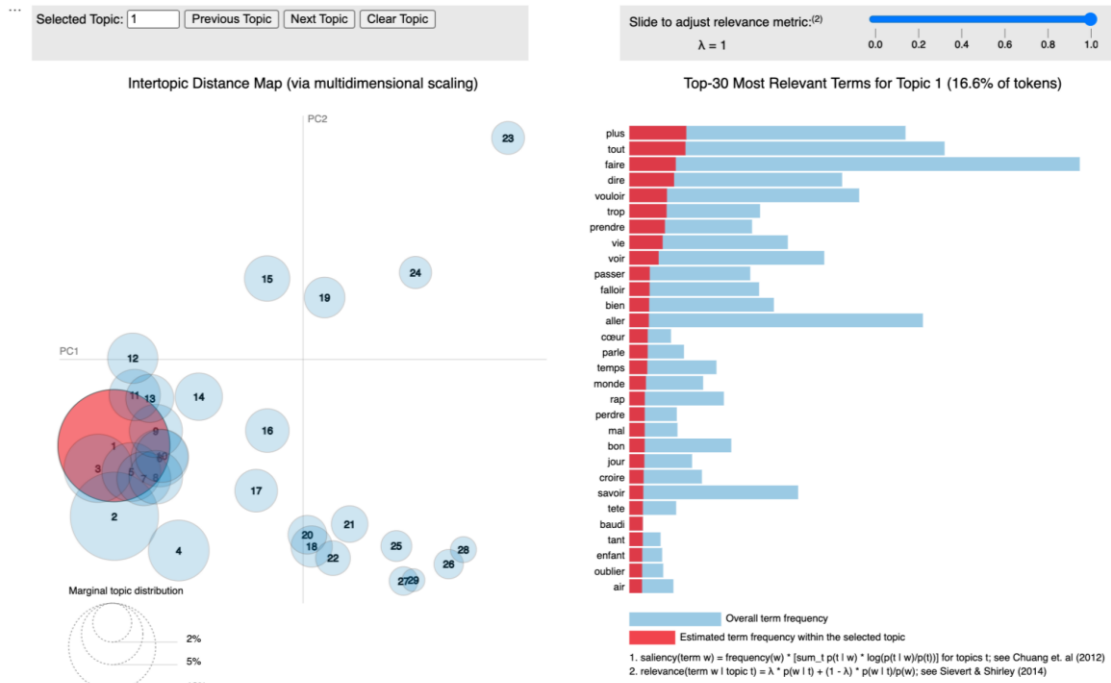 ...
Selected Topic: 1 Previous Topic Next Topic Clear Topic
Slide to adjust relevance metric:(2)
λ = 1
0.0 0.2 0.4 0.6 0.8 1.0
Intertopic Distance Map (via multidimensional scaling)
PC2
PC1
23
15
24
19
12
11
13
14
9
16
1
10
3
5
7
8
17
2
4
20
18
21
22
25
28
26
27
29
Marginal topic distribution
2%
5%
Top-30 Most Relevant Terms for Topic 1 (16.6% of tokens)
plus
tout
faire
dire
vouloir
trop
prendre
vie
voir
passer
falloir
bien
aller
cœur
parle
temps
monde
rap
perdre
mal
bon
jour
croire
savoir
tete
baudi
tant
enfant
oublier
air
Overall term frequency
Estimated term frequency within the selected topic
1. saliency(term w) = frequency(w) * [sum_t p(t | w) * log(p(t | w)/p(t))] for topics t; see Chuang et. al (2012)
2. relevance(term w | topic t) = λ * p(w | t) + (1 - λ) * p(w | t)/p(w); see Sievert & Shirley (2014)